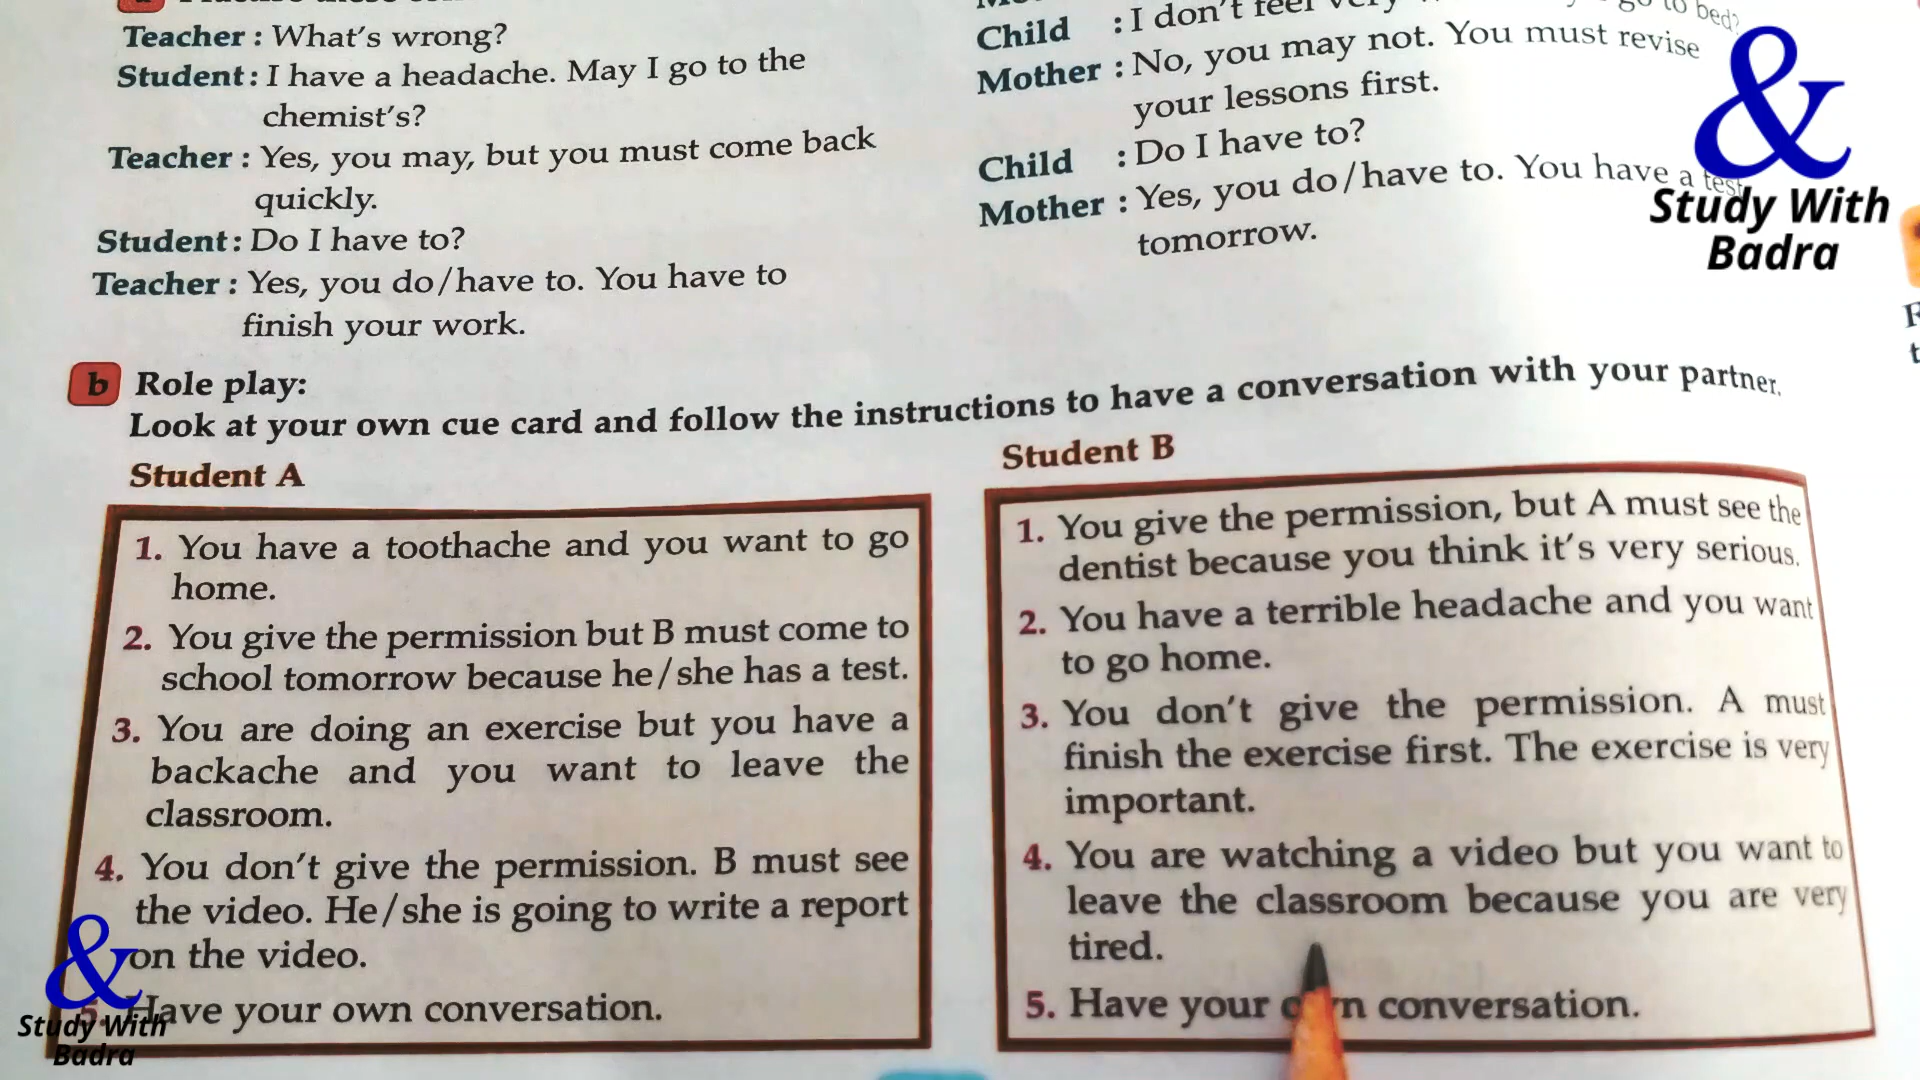 Teacher : What's wrong?
Student : I have a headache. May I go to the
chemist's?
Teacher : Yes, you may, but you must come back
quickly.
Student : Do I have to?
Teacher : Yes, you do/have to. You have to
finish your work.
Child : I don't feel very to bed?
Mother : No, you may not. You must revise
your lessons first.
Child : Do I have to?
Mother : Yes, you do/have to. You have a test
tomorrow.
&
Study With
Badra
b Role play:
Look at your own cue card and follow the instructions to have a conversation with your partner.
Student A
1. You have a toothache and you want to go
home.
2. You give the permission but B must come to
school tomorrow because he/she has a test.
3. You are doing an exercise but you have a
backache and you want to leave the
classroom.
4. You don't give the permission. B must see
the video. He/she is going to write a report
on the video.
5. Have your own conversation.
Student B
1. You give the permission, but A must see the
dentist because you think it's very serious.
2. You have a terrible headache and you want
to go home.
3. You don't give the permission. A must
finish the exercise first. The exercise is very
important.
4. You are watching a video but you want to
leave the classroom because you are very
tired.
5. Have your own conversation.
&
Study With
Badra